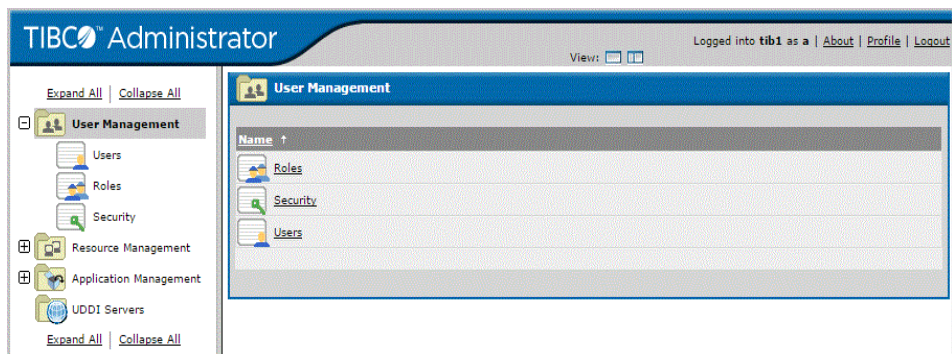 TIBCO™ Administrator
Logged into tib1 as a | About | Profile | Logout
View:
Expand All | Collapse All
User Management
Users
Roles
Security
Resource Management
Application Management
UDDI Servers
Expand All | Collapse All
User Management
Name ↑
Roles
Security
Users